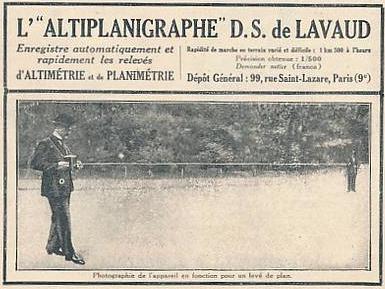 L'"ALTIPLANIGRAPHE" D.S. de LAVAUD
Enregistre automatiquement et
rapidement les relevés
d'ALTIMÉTRIE et de PLANIMÉTRIE
Rapidité de marche en terrain varié et difficile : 1 km 500 à l'heure
Précision obtenue : 1/500
Demander notice (franco)
Dépôt Général : 99, rue Saint-Lazare, Paris (9e)
Photographie de l'appareil en fonction pour un levé de plan.